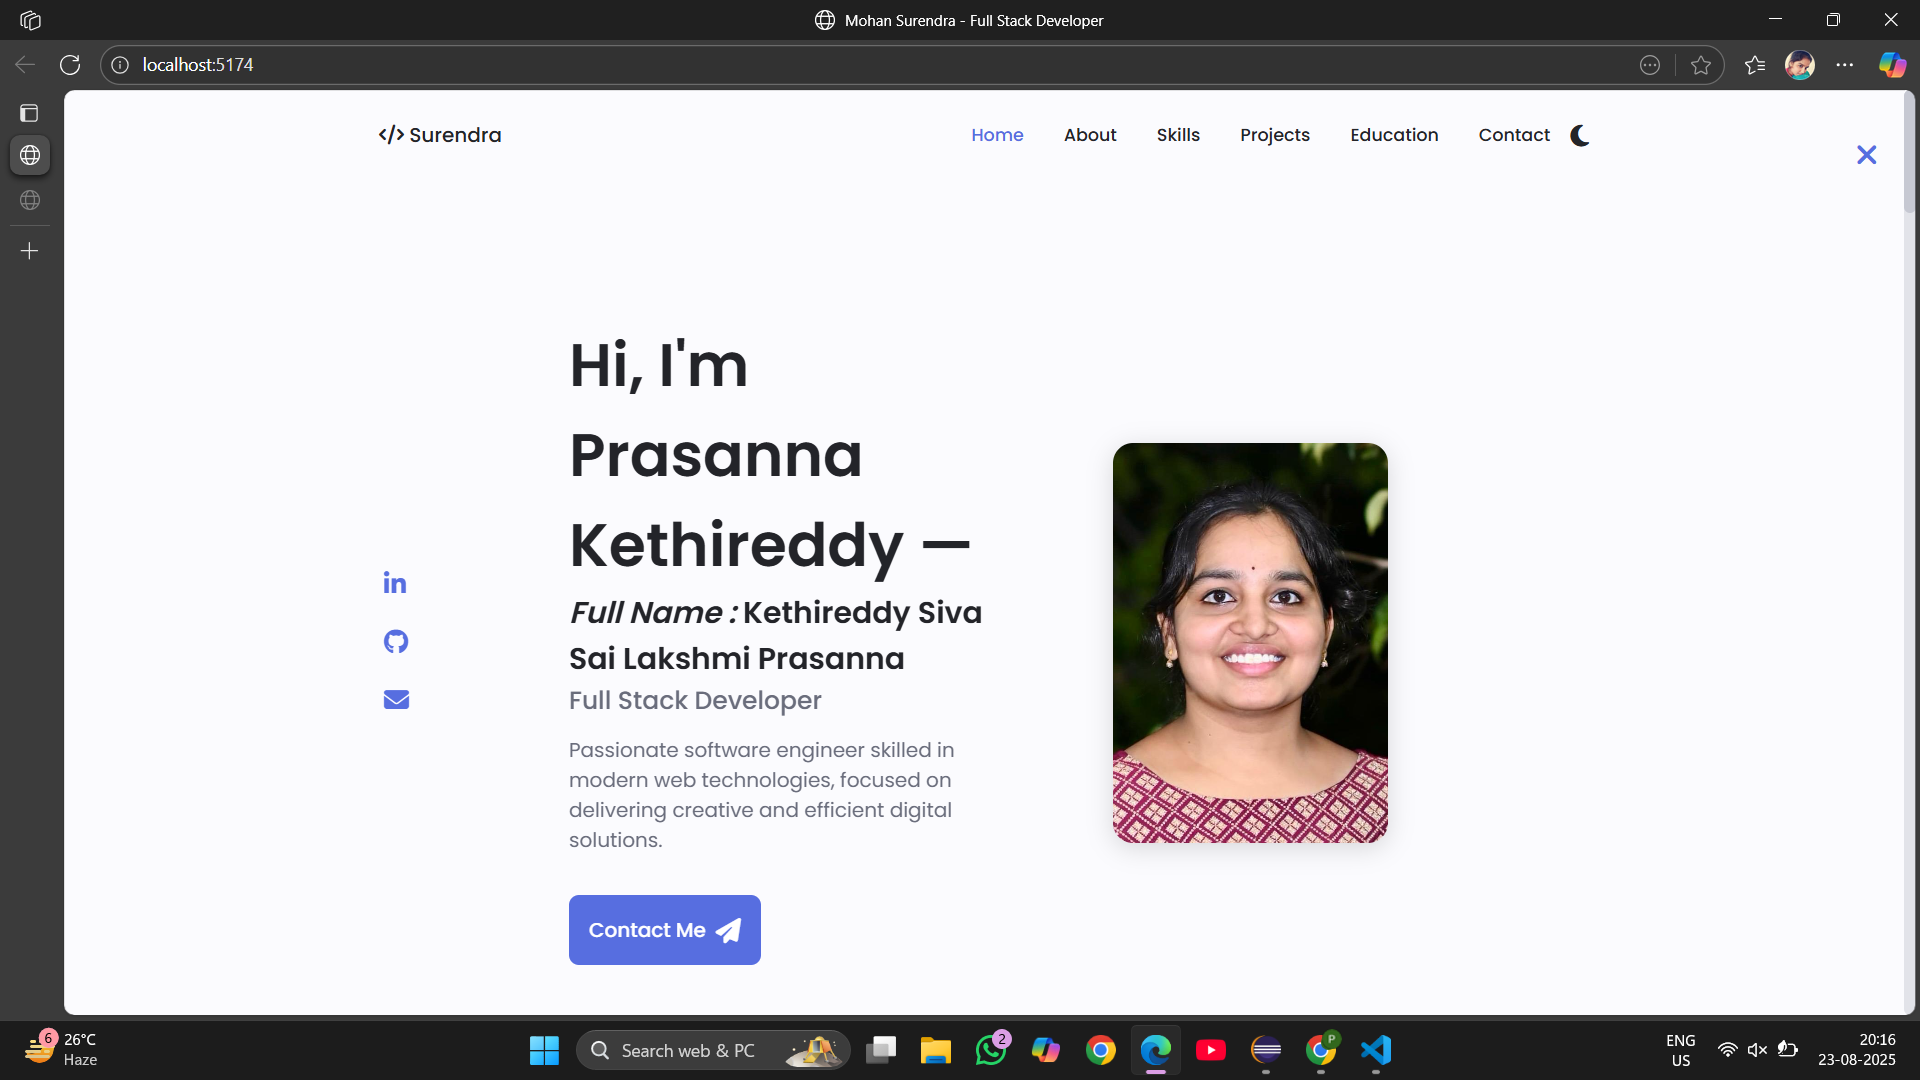 Mohan Surendra - Full Stack Developer
localhost:5174
</> Surendra
Home About Skills Projects Education Contact
Hi, I'm
Prasanna
Kethireddy —
Full Name : Kethireddy Siva
Sai Lakshmi Prasanna
Full Stack Developer
Passionate software engineer skilled in
modern web technologies, focused on
delivering creative and efficient digital
solutions.
in
Contact Me
6
26°C
Haze
Search web & PC
2
P
ENG
US
20:16
23-08-2025